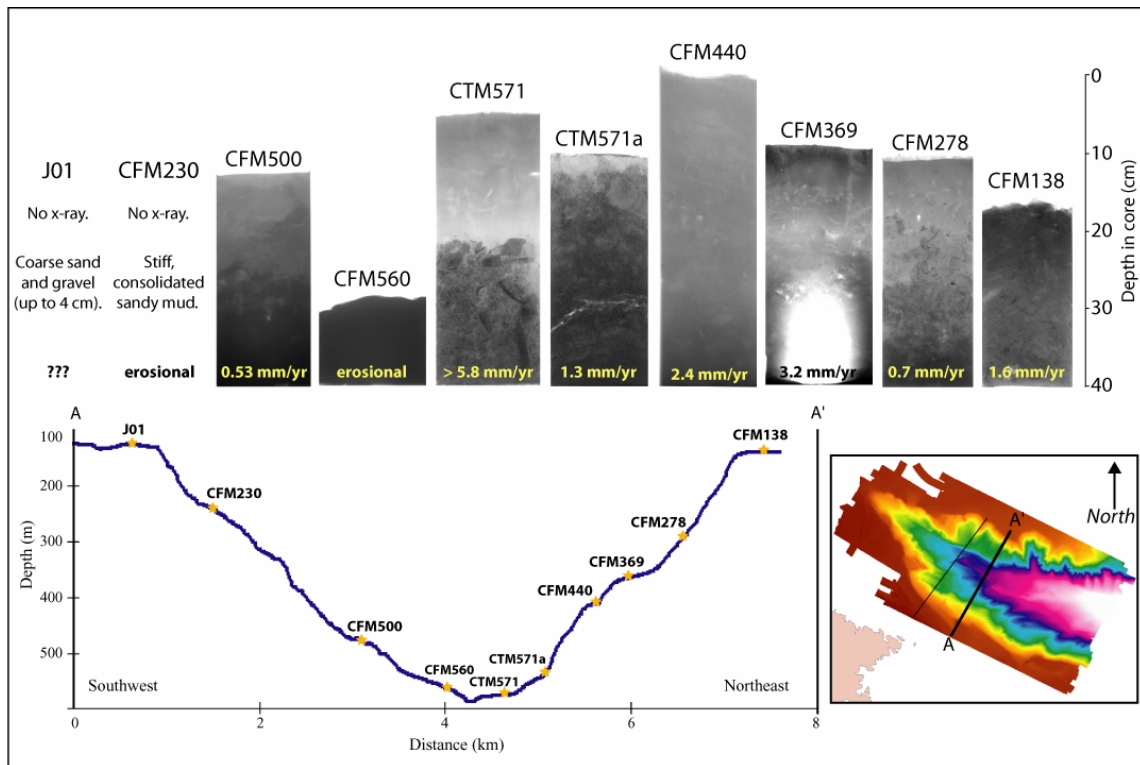 CFM440
0
CTM571
CTM571a
CFM369
CFM278
10
J01
CFM230
CFM500
CFM138
No x-ray.
No x-ray.
20
Coarse sand
and gravel
(up to 4 cm).
Stiff,
consolidated
sandy mud.
CFM560
30
Depth in core (cm)
???
erosional
0.53 mm/yr
erosional
> 5.8 mm/yr
1.3 mm/yr
2.4 mm/yr
3.2 mm/yr
0.7 mm/yr
1.6 mm/yr
40
A
A'
100
J01
CFM138
200
CFM230
300
CFM278
CFM369
400
CFM440
CFM500
500
CFM560
CTM571
CTM571a
Depth (m)
Southwest
Northeast
0
2
4
6
8
Distance (km)
A'
North
A